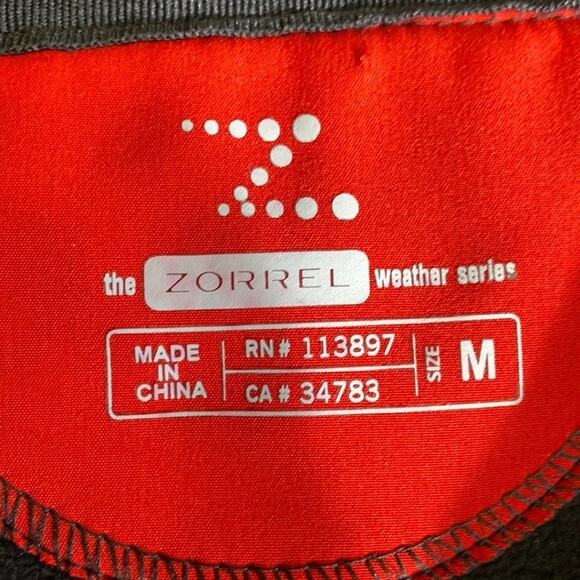 the ZORREL weather series
MADE IN CHINA
RN# 113897
CA# 34783
SIZE M